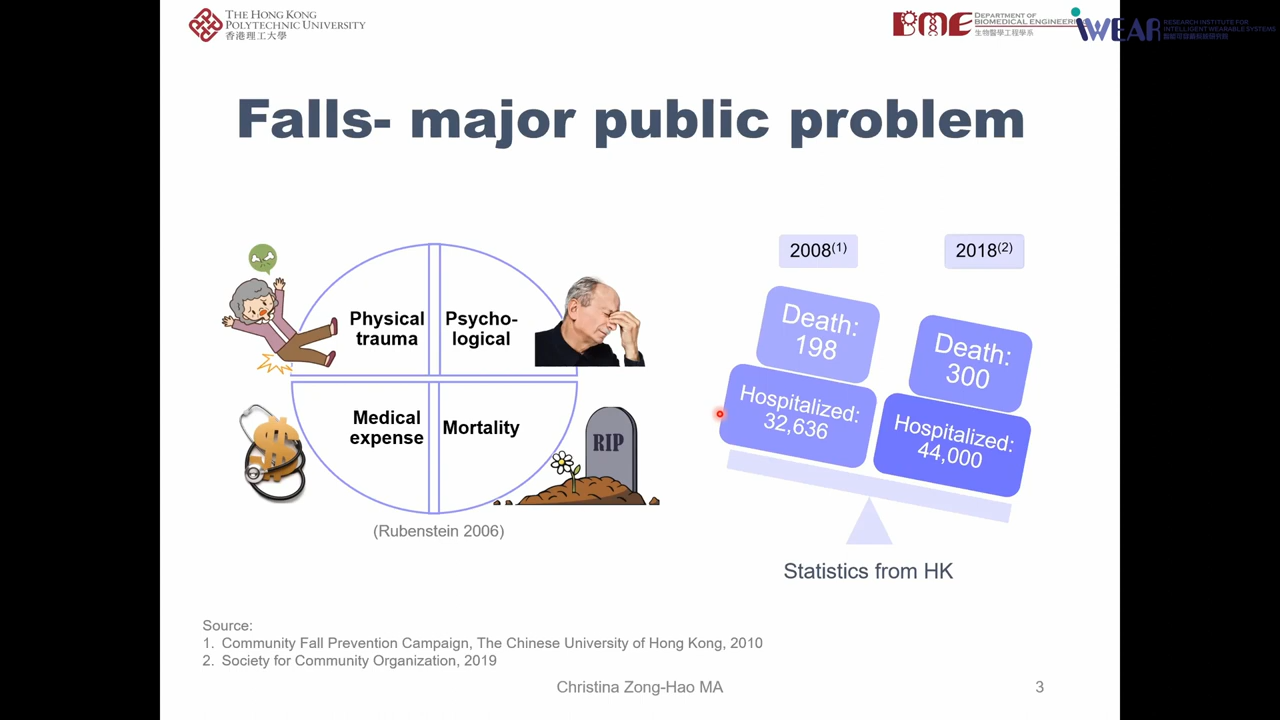 THE HONG KONG
POLYTECHNIC UNIVERSITY
香港理工大學
BME
DEPARTMENT OF
BIOMEDICAL ENGINEERING
生物醫學工程學系
iWEAR
RESEARCH INSTITUTE FOR
INTELLIGENT WEARABLE SYSTEMS
Falls- major public problem
Physical
trauma
Psycho-
logical
Medical
expense
Mortality
RIP
(Rubenstein 2006)
2008(1)
2018(2)
Death:
198
Death:
300
Hospitalized:
32,636
Hospitalized:
44,000
Statistics from HK
Source:
1. Community Fall Prevention Campaign, The Chinese University of Hong Kong, 2010
2. Society for Community Organization, 2019
Christina Zong-Hao MA
3